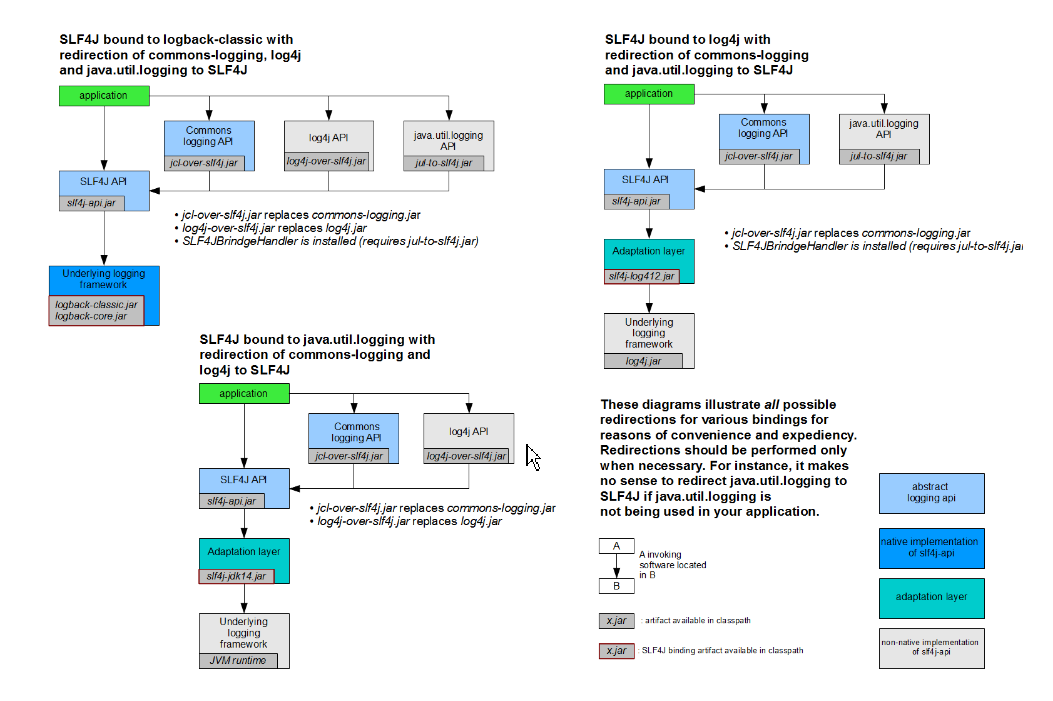 SLF4J bound to logback-classic with
redirection of commons-logging, log4j
and java.util.logging to SLF4J
application
Commons
logging API
jcl-over-slf4j.jar
log4j API
log4j-over-slf4j.jar
java.util.logging
API
jul-to-slf4j.jar
SLF4J API
slf4j-api.jar
• jcl-over-slf4j.jar replaces commons-logging.jar
• log4j-over-slf4j.jar replaces log4j.jar
• SLF4JBrindgeHandler is installed (requires jul-to-slf4j.jar)
Underlying logging
framework
logback-classic.jar
logback-core.jar
SLF4J bound to log4j with
redirection of commons-logging
and java.util.logging to SLF4J
application
Commons
logging API
jcl-over-slf4j.jar
java.util.logging
API
jul-to-slf4j.jar
SLF4J API
slf4j-api.jar
• jcl-over-slf4j.jar replaces commons-logging.jar
• SLF4JBrindgeHandler is installed (requires jul-to-slf4j.jar
Adaptation layer
slf4j-log412.jar
Underlying
logging
framework
log4j.jar
SLF4J bound to java.util.logging with
redirection of commons-logging and
log4j to SLF4J
application
Commons
logging API
jcl-over-slf4j.jar
log4j API
log4j-over-slf4j.jar
SLF4J API
slf4j-api.jar
• jcl-over-slf4j.jar replaces commons-logging.jar
• log4j-over-slf4j.jar replaces log4j.jar
Adaptation layer
slf4j-jdk14.jar
Underlying
logging
framework
JVM runtime
These diagrams illustrate all possible
redirections for various bindings for
reasons of convenience and expediency.
Redirections should be performed only
when necessary. For instance, it makes
no sense to redirect java.util.logging to
SLF4J if java.util.logging is
not being used in your application.
A
B
A invoking
software located
in B
x.jar : artifact available in classpath
x.jar : SLF4J binding artifact available in classpath
abstract
logging api
native implementation
of slf4j-api
adaptation layer
non-native implementation
of slf4j-api